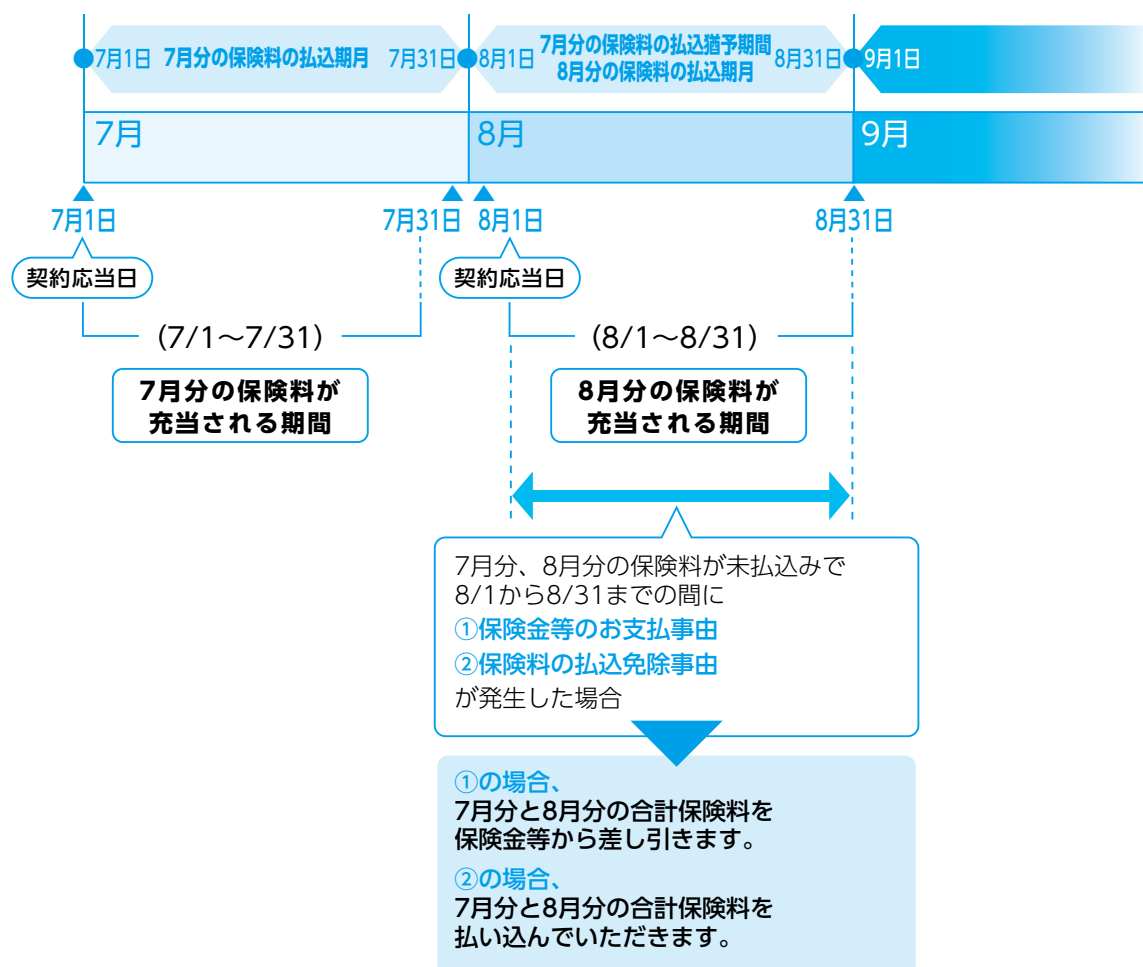 7月1日 7月分の保険料の払込期月 7月31日
8月1日 7月分の保険料の払込猶予期間
8月分の保険料の払込期月 8月31日
9月1日
7月
8月
9月
7月1日
7月31日
8月1日
8月31日
契約応当日
契約応当日
（7/1～7/31）
（8/1～8/31）
7月分の保険料が
充当される期間
8月分の保険料が
充当される期間
7月分、8月分の保険料が未払込みで
8/1から8/31までの間に
①保険金等のお支払事由
②保険料の払込免除事由
が発生した場合
①の場合、
7月分と8月分の合計保険料を
保険金等から差し引きます。
②の場合、
7月分と8月分の合計保険料を
払い込んでいただきます。